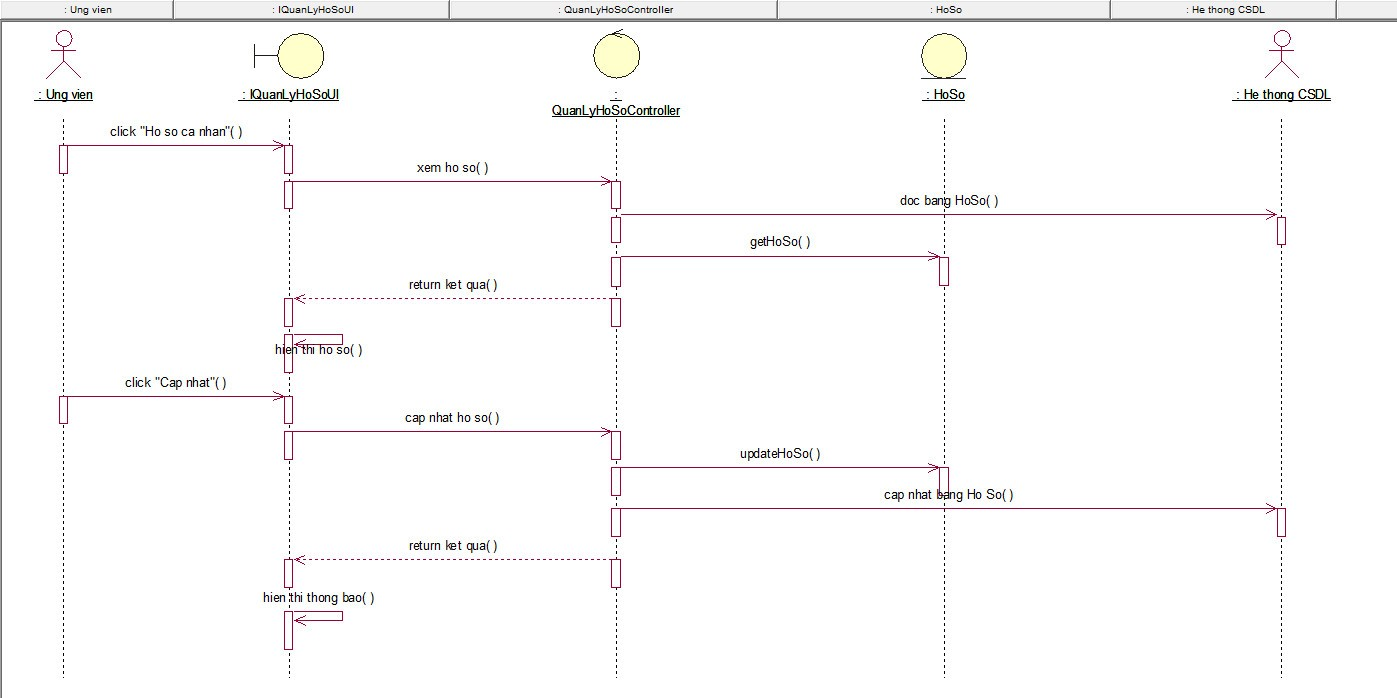 : Ung vien
: IQuanLyHoSoUI
: QuanLyHoSoController
: HoSo
: He thong CSDL
: Ung vien
: IQuanLyHoSoUI
:
QuanLyHoSoController
: HoSo
: He thong CSDL
click "Ho so ca nhan"( )
xem ho so( )
doc bang HoSo( )
getHoSo( )
return ket qua( )
hien thi ho so( )
click "Cap nhat"( )
cap nhat ho so( )
updateHoSo( )
cap nhat bang Ho So( )
return ket qua( )
hien thi thong bao( )